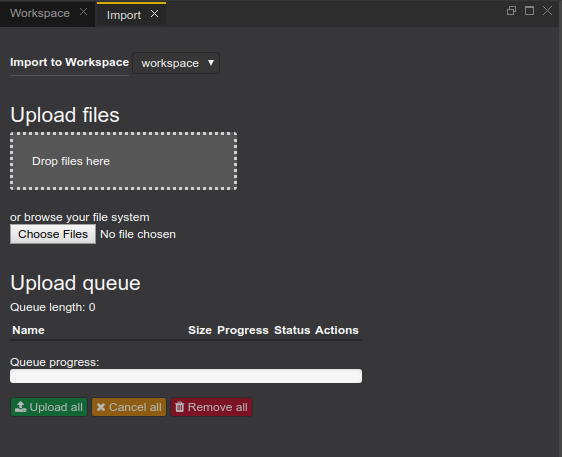 Workspace Import
Import to Workspace workspace
Upload files
Drop files here
or browse your file system
Choose Files No file chosen
Upload queue
Queue length: 0
Name Size Progress Status Actions
Queue progress:
Upload all Cancel all Remove all